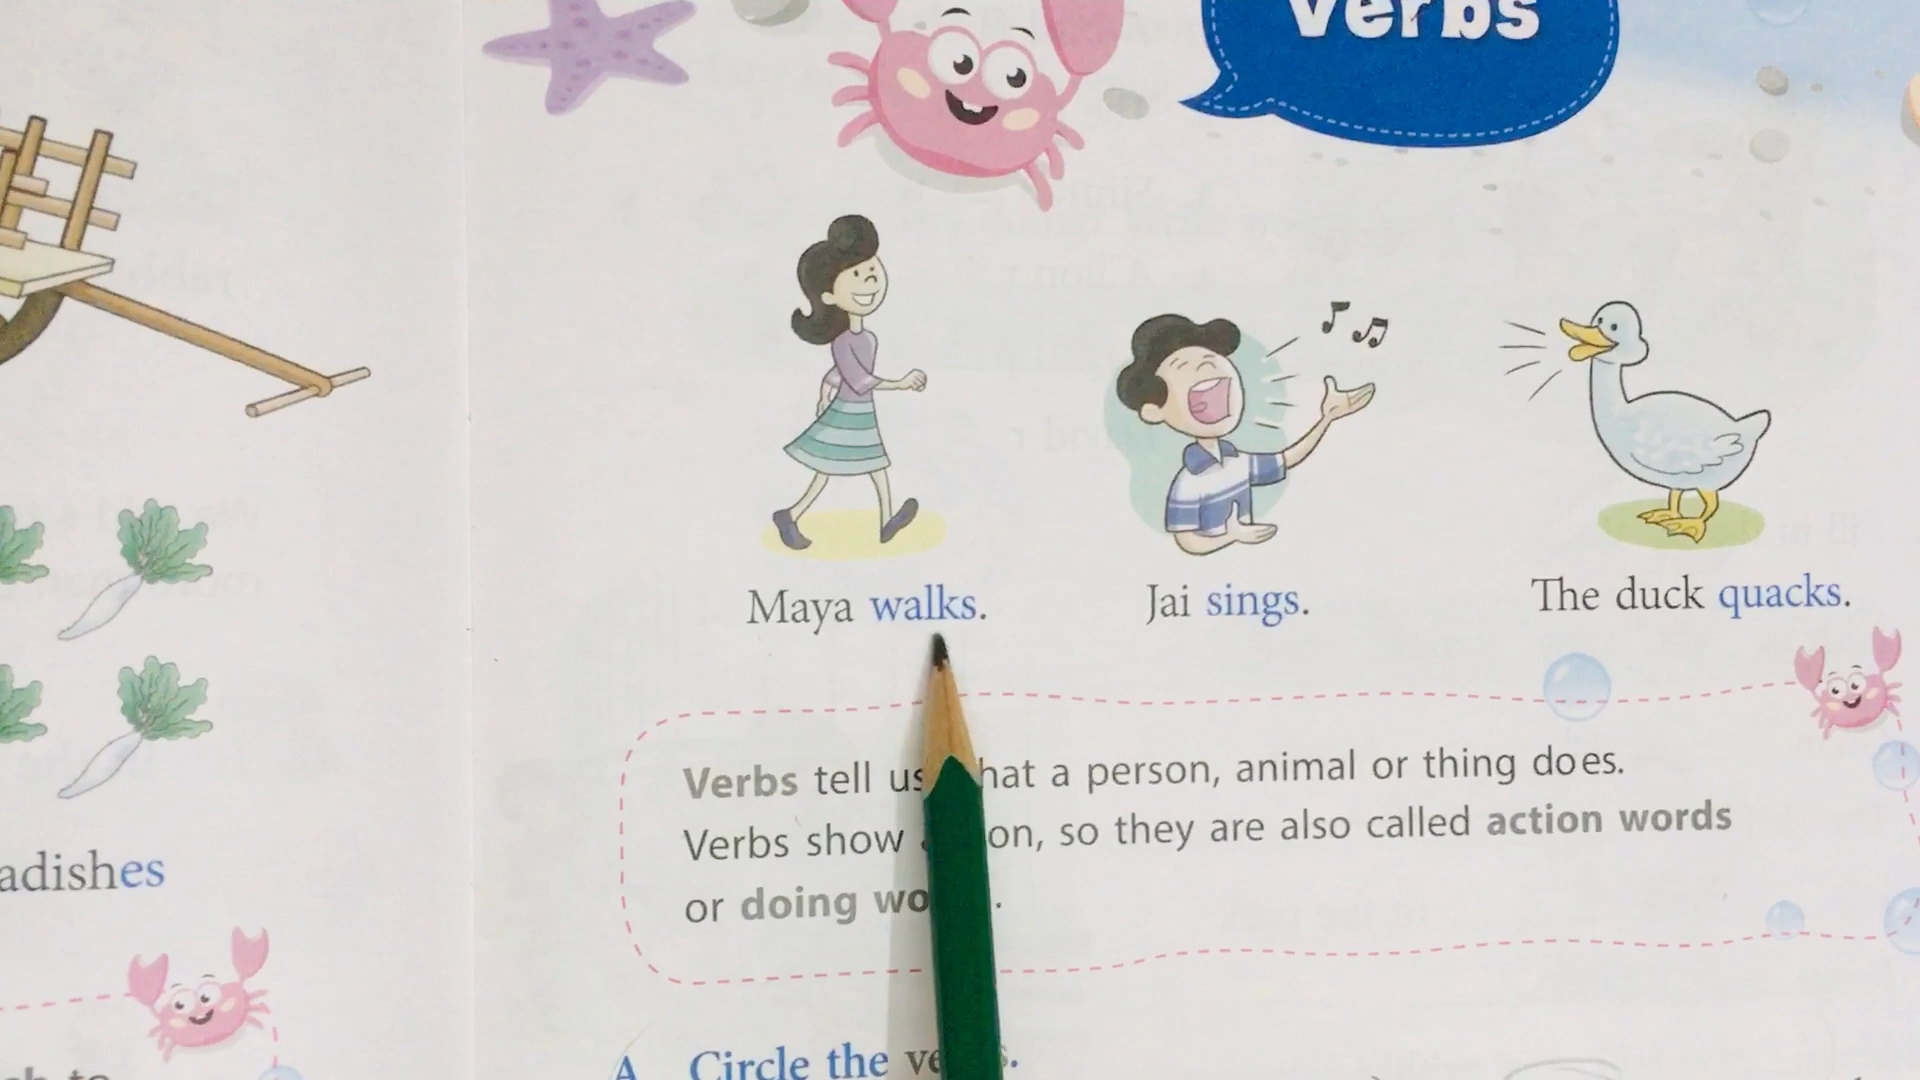 Verbs
Maya walks.
Jai sings.
The duck quacks.
Verbs tell us hat a person, animal or thing does.
Verbs show on, so they are also called action words
or doing wo .
adishes
A Circle the ve .